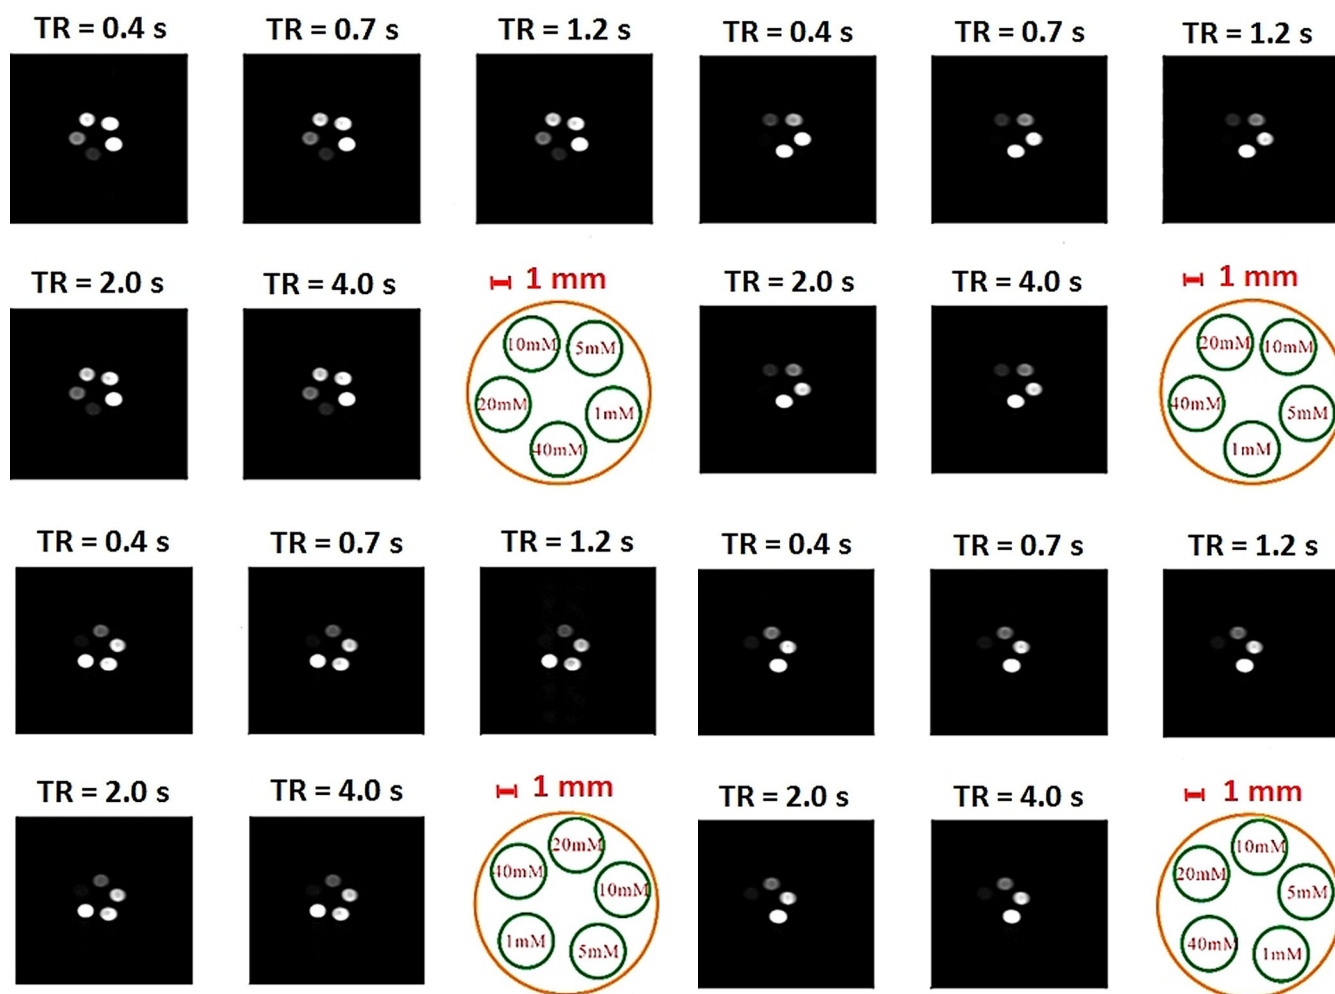 TR = 0.4 s
TR = 0.7 s
TR = 1.2 s
TR = 0.4 s
TR = 0.7 s
TR = 1.2 s
TR = 2.0 s
TR = 4.0 s
1 mm
10mM
5mM
20mM
1mM
40mM
TR = 2.0 s
TR = 4.0 s
1 mm
20mM
10mM
40mM
5mM
1mM
TR = 0.4 s
TR = 0.7 s
TR = 1.2 s
TR = 0.4 s
TR = 0.7 s
TR = 1.2 s
TR = 2.0 s
TR = 4.0 s
1 mm
20mM
40mM
10mM
1mM
5mM
TR = 2.0 s
TR = 4.0 s
1 mm
10mM
20mM
5mM
40mM
1mM